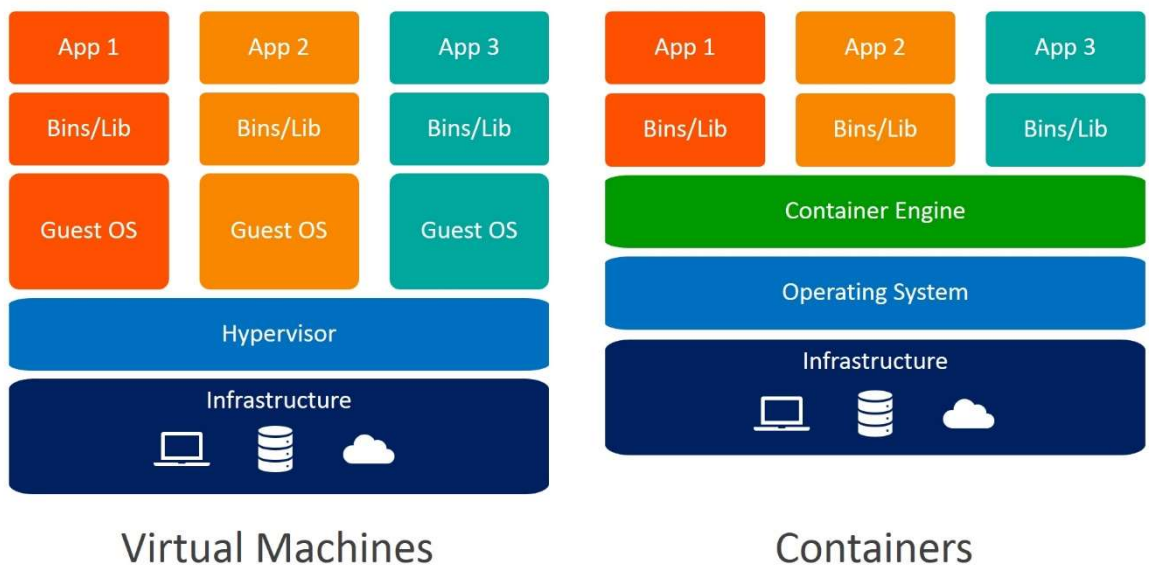 App 1
App 2
App 3
Bins/Lib
Bins/Lib
Bins/Lib
Guest OS
Guest OS
Guest OS
Hypervisor
Infrastructure
Virtual Machines
App 1
App 2
App 3
Bins/Lib
Bins/Lib
Bins/Lib
Container Engine
Operating System
Infrastructure
Containers